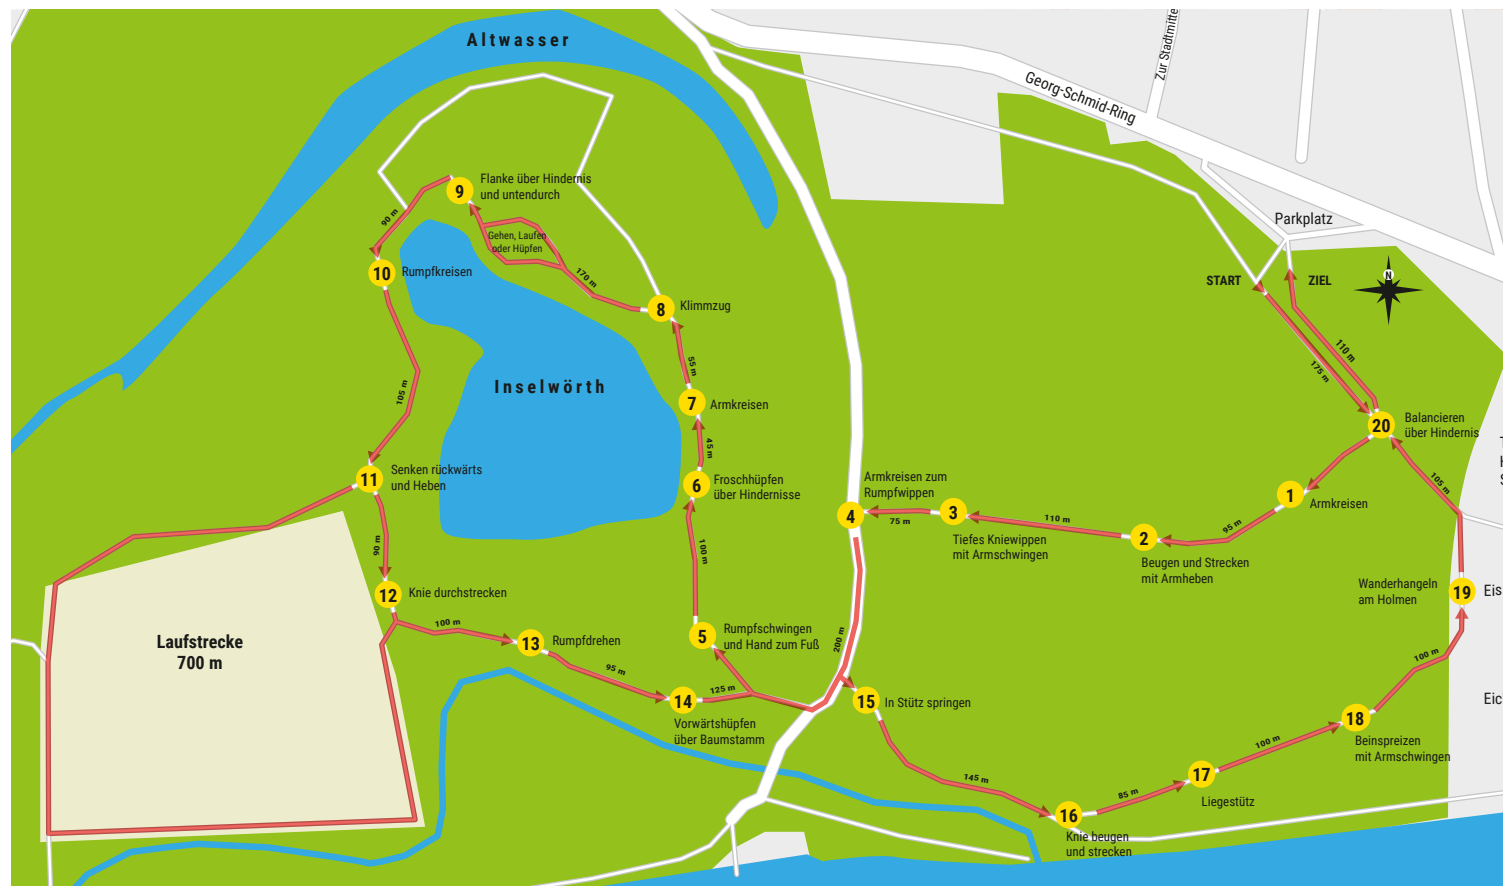 Altwasser
Zur Stadtmitte
Georg-Schmid-Ring
Parkplatz
START
ZIEL
N
110 m
175 m
20
Balancieren
über Hindernis
1
Armkreisen
95 m
2
Beugen und Strecken
mit Armheben
110 m
3
Tiefes Kniewippen
mit Armschwingen
75 m
Armkreisen zum
Rumpfwippen
4
200 m
5
Rumpfschwingen
und Hand zum Fuß
100 m
6
Froschhüpfen
über Hindernisse
45 m
7
Armkreisen
55 m
8
Klimmzug
170 m
Gehen, Laufen
oder Hüpfen
9
Flanke über Hindernis
und untendurch
90 m
10
Rumpfkreisen
Inselwörth
105 m
11
Senken rückwärts
und Heben
90 m
Laufstrecke
700 m
12
Knie durchstrecken
100 m
13
Rumpfdrehen
95 m
14
Vorwärtshüpfen
über Baumstamm
125 m
15
In Stütz springen
145 m
16
Knie beugen
und strecken
85 m
17
Liegestütz
100 m
18
Beinspreizen
mit Armschwingen
100 m
19
Wanderhangeln
am Holmen
105 m
Eis
Eic